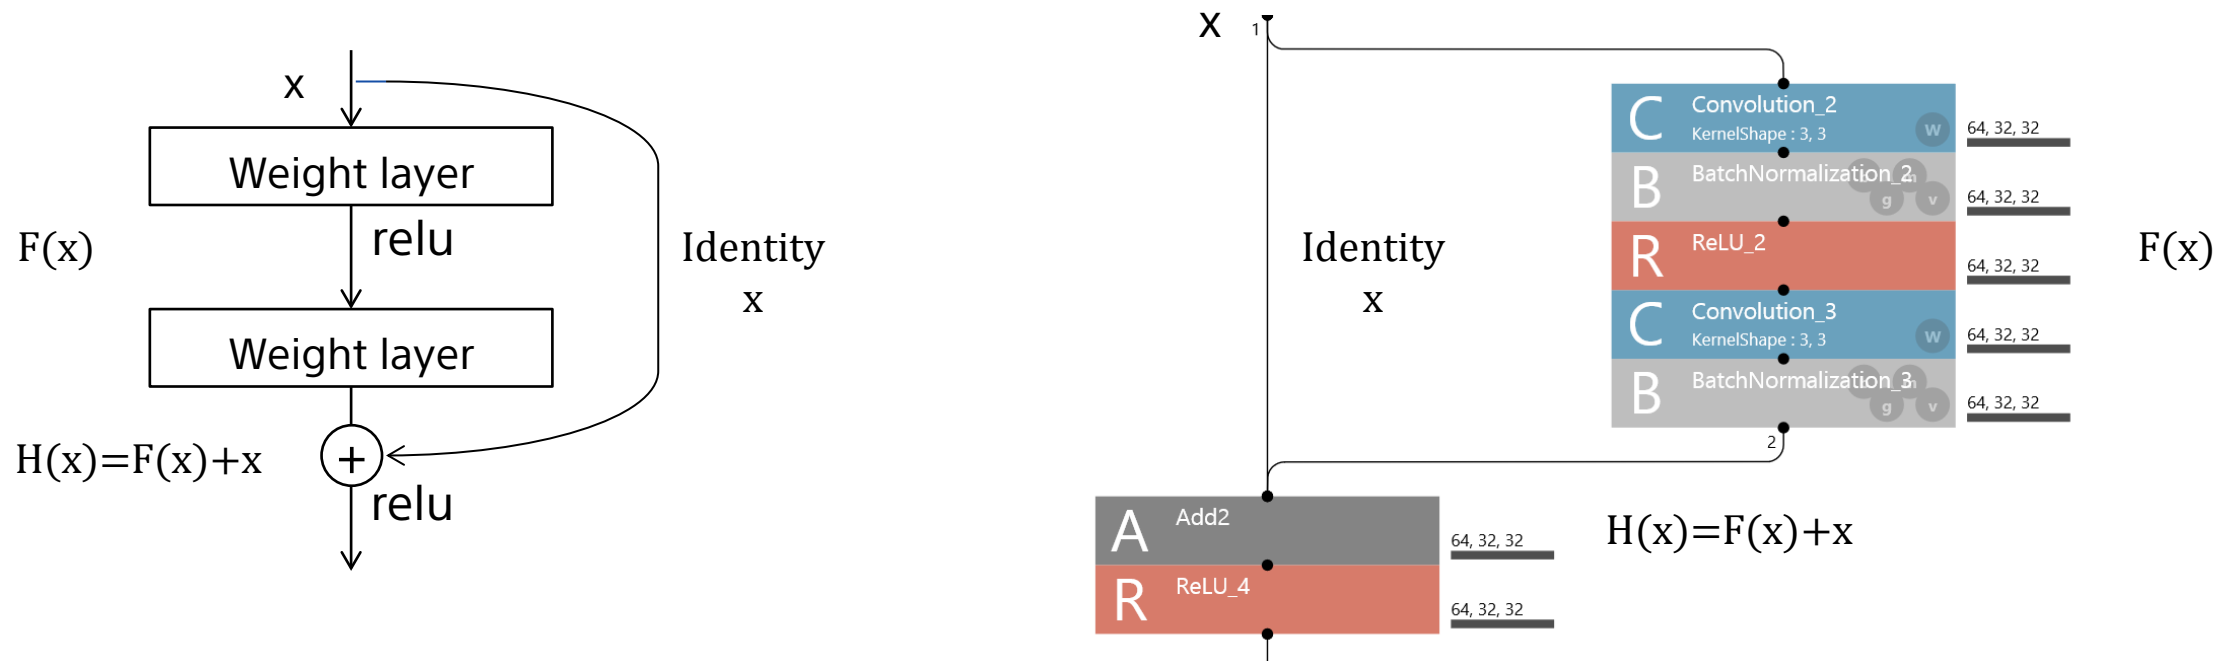 x
Weight layer
F(x)
relu
Identity
x
Weight layer
H(x)=F(x)+x
+
relu
x
1
C
Convolution_2
KernelShape : 3, 3
W
64, 32, 32
B
BatchNormalization_2
g
v
64, 32, 32
Identity
x
R
ReLU_2
64, 32, 32
F(x)
C
Convolution_3
KernelShape : 3, 3
W
64, 32, 32
B
BatchNormalization_3
g
v
64, 32, 32
2
A
Add2
64, 32, 32
H(x)=F(x)+x
R
ReLU_4
64, 32, 32